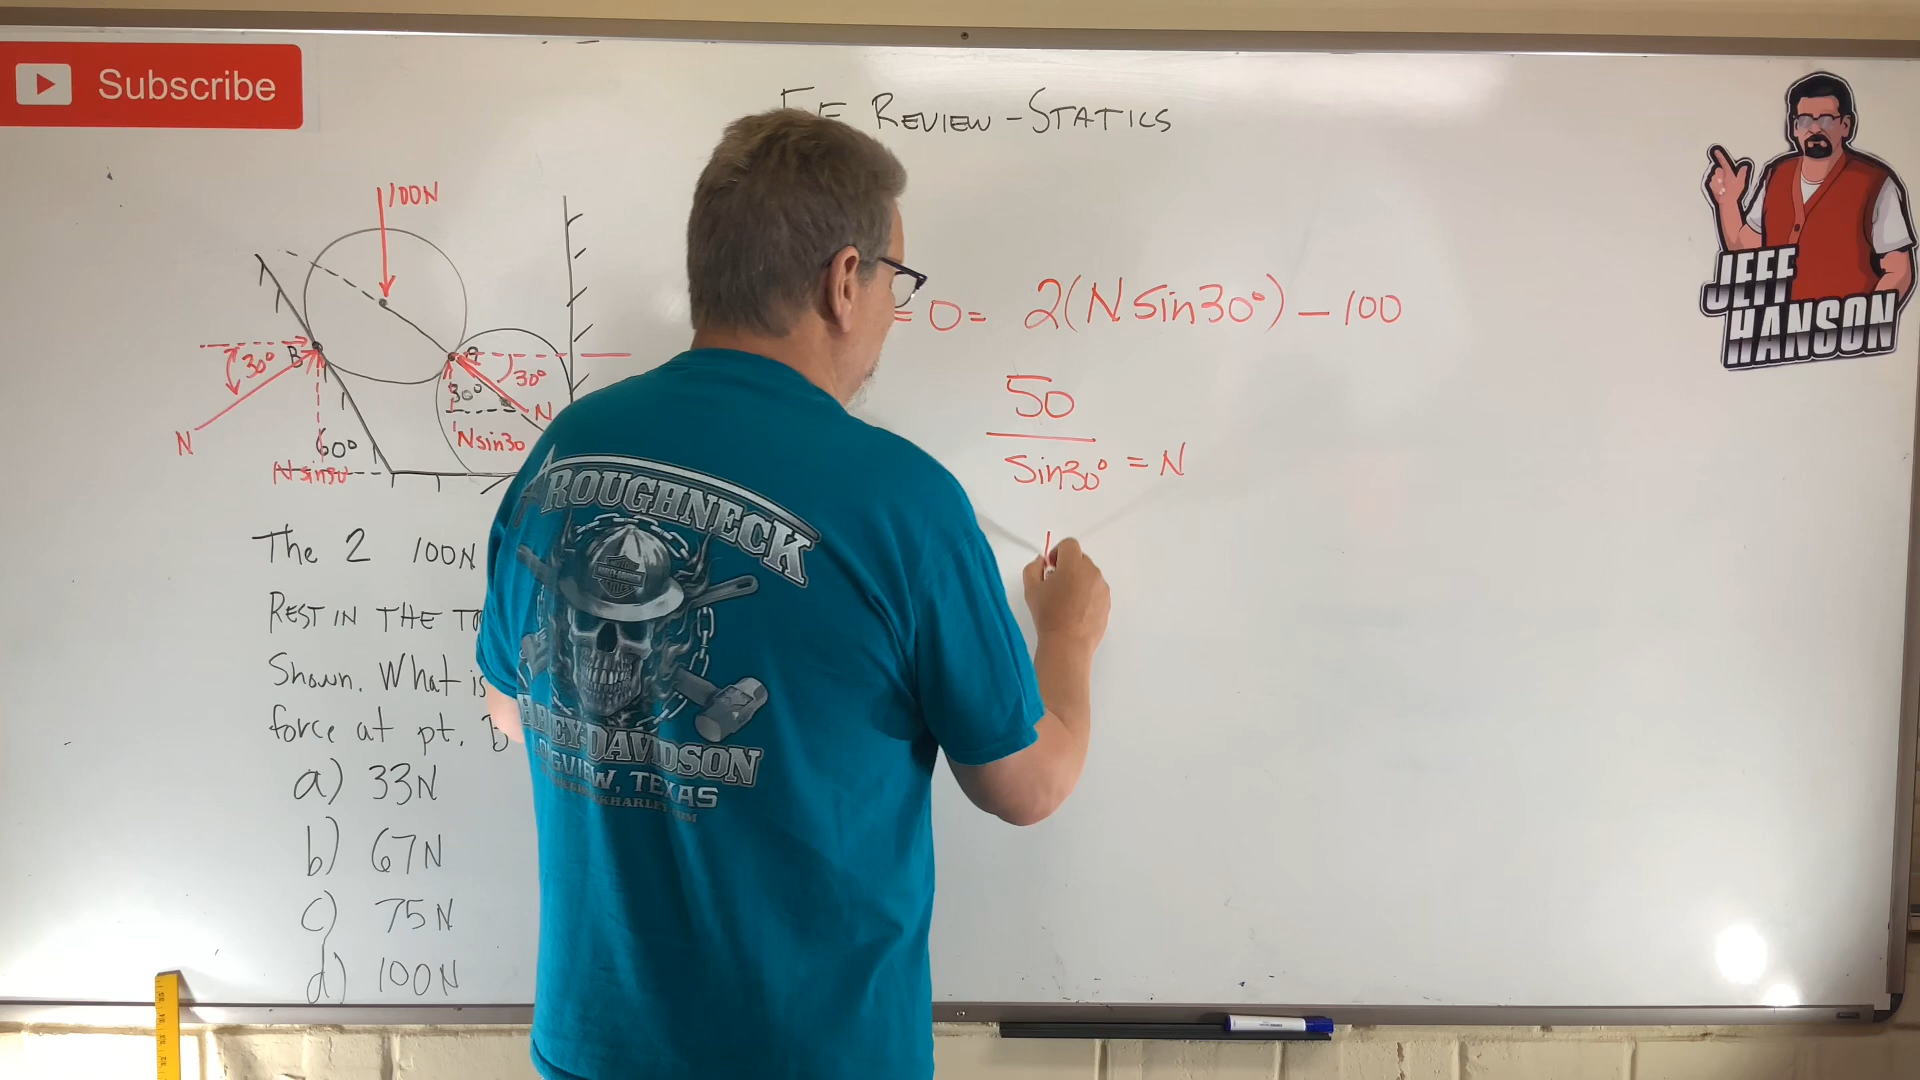 Subscribe
FE REVIEW - STATICS
JEFF
HANSON
100N
= 0 = 2(N sin30°) - 100
B
30°
A
30°
50
30°
N
N
60°
Nsin30
sin30° = N
Nsin30
1
The 2 100N
REST IN THE
Shown. What is
force at pt. B
a) 33N
b) 67N
c) 75N
d) 100N
ROUGHNECK
HARLEY-DAVIDSON
LONGVIEW, TEXAS